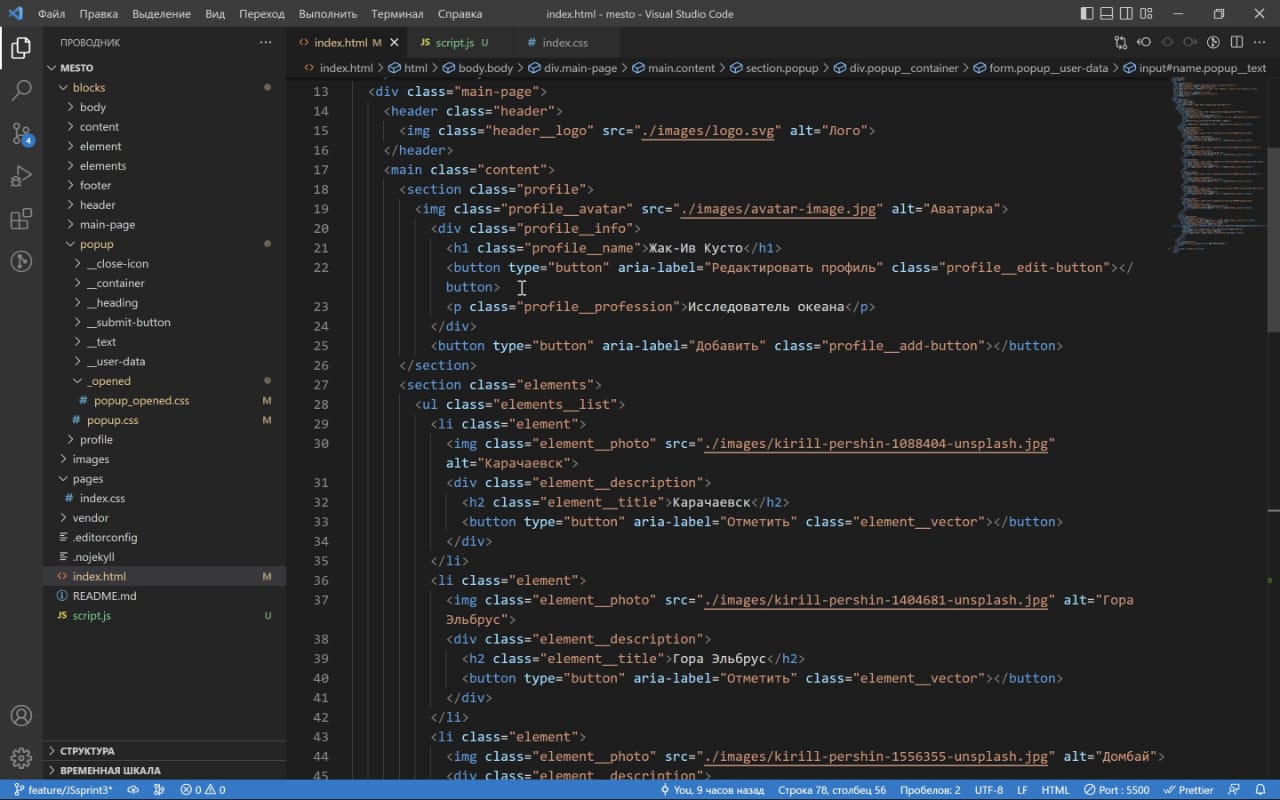 Файл Правка Выделение Вид Переход Выполнить Терминал Справка index.html - mesto - Visual Studio Code
ПРОВОДНИК
MESTO
blocks
body
content
element
elements
footer
header
main-page
popup
__close-icon
__container
__heading
__submit-button
__text
__user-data
_opened
popup_opened.css M
popup.css M
profile
images
pages
index.css
vendor
.editorconfig
.nojekyll
index.html M
README.md
script.js U
СТРУКТУРА
ВРЕМЕННАЯ ШКАЛА
4
index.html M script.js U index.css
index.html > html > body.body > div.main-page > main.content > section.popup > div.popup__container > form.popup__user-data > input#name.popup__text
13 <div class="main-page">
14 <header class="header">
15 <img class="header__logo" src="./images/logo.svg" alt="Лого">
16 </header>
17 <main class="content">
18 <section class="profile">
19 <img class="profile__avatar" src="./images/avatar-image.jpg" alt="Аватарка">
20 <div class="profile__info">
21 <h1 class="profile__name">Жак-Ив Кусто</h1>
22 <button type="button" aria-label="Редактировать профиль" class="profile__edit-button"></
button>
23 <p class="profile__profession">Исследователь океана</p>
24 </div>
25 <button type="button" aria-label="Добавить" class="profile__add-button"></button>
26 </section>
27 <section class="elements">
28 <ul class="elements__list">
29 <li class="element">
30 <img class="element__photo" src="./images/kirill-pershin-1088404-unsplash.jpg"
alt="Карачаевск">
31 <div class="element__description">
32 <h2 class="element__title">Карачаевск</h2>
33 <button type="button" aria-label="Отметить" class="element__vector"></button>
34 </div>
35 </li>
36 <li class="element">
37 <img class="element__photo" src="./images/kirill-pershin-1404681-unsplash.jpg" alt="Гора
Эльбрус">
38 <div class="element__description">
39 <h2 class="element__title">Гора Эльбрус</h2>
40 <button type="button" aria-label="Отметить" class="element__vector"></button>
41 </div>
42 </li>
43 <li class="element">
44 <img class="element__photo" src="./images/kirill-pershin-1556355-unsplash.jpg" alt="Домбай">
45 <div class="element__description">
feature/JSsprint3* 0 0 You, 9 часов назад Строка 78, столбец 56 Пробелов: 2 UTF-8 LF HTML Port : 5500 Prettier